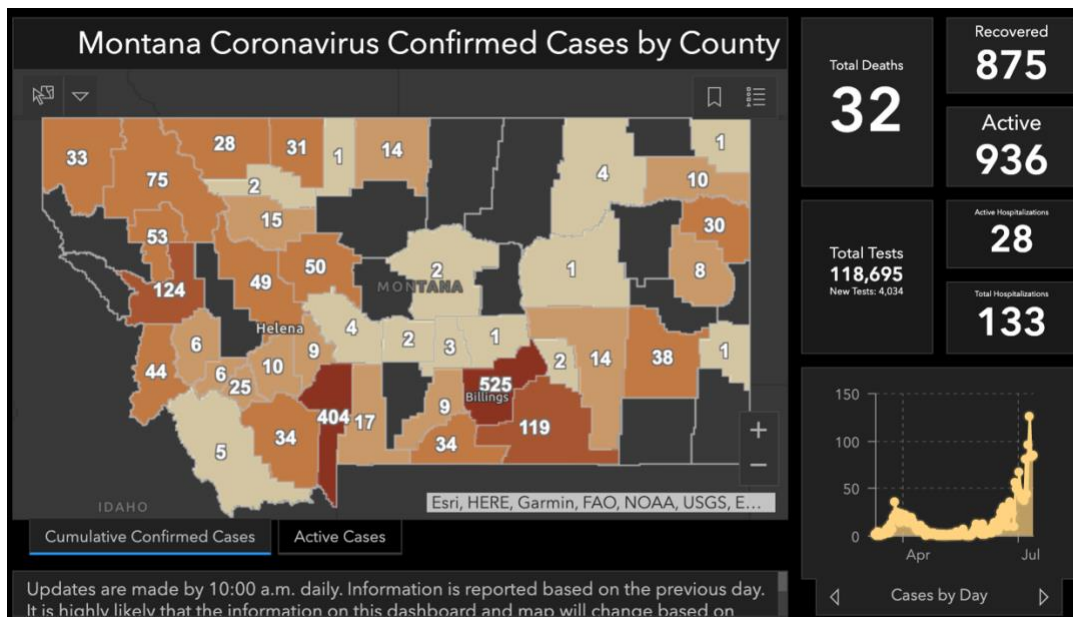 Montana Coronavirus Confirmed Cases by County
33
75
28
31
1
14
4
1
10
2
15
53
30
124
49
50
2
MONTANA
1
8
Helena
4
2
3
1
6
9
44
6
25
10
2
14
38
1
525
Billings
404
17
9
119
34
34
5
IDAHO
+
−
Esri, HERE, Garmin, FAO, NOAA, USGS, E...
Cumulative Confirmed Cases
Active Cases
Updates are made by 10:00 a.m. daily. Information is reported based on the previous day.
It is highly likely that the information on this dashboard and map will change based on
Total Deaths
32
Recovered
875
Active
936
Total Tests
118,695
New Tests: 4,034
Active Hospitalizations
28
Total Hospitalizations
133
150
100
50
0
Apr
Jul
Cases by Day